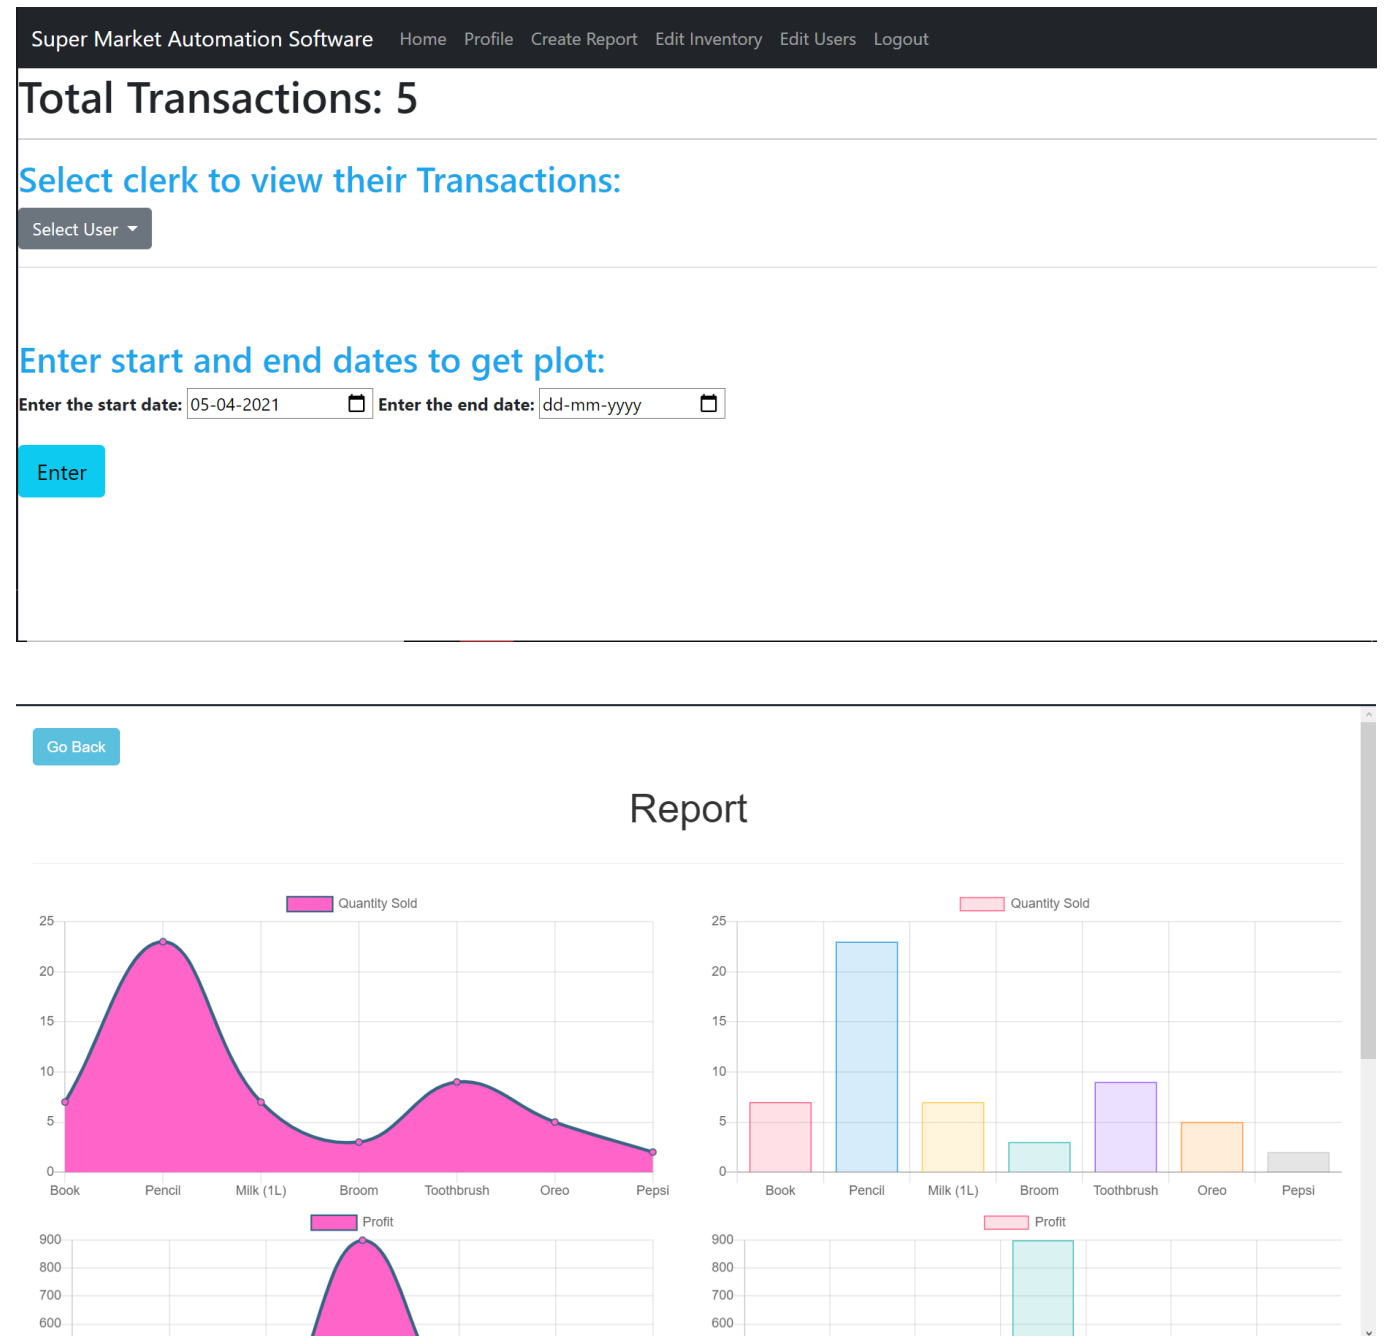 Super Market Automation Software Home Profile Create Report Edit Inventory Edit Users Logout
Total Transactions: 5
Select clerk to view their Transactions:
Select User
Enter start and end dates to get plot:
Enter the start date: 05-04-2021 Enter the end date: dd-mm-yyyy
Enter
Go Back
Report
Quantity Sold
25
20
15
10
5
0
Book Pencil Milk (1L) Broom Toothbrush Oreo Pepsi
Quantity Sold
25
20
15
10
5
0
Book Pencil Milk (1L) Broom Toothbrush Oreo Pepsi
Profit
900
800
700
600
Profit
900
800
700
600